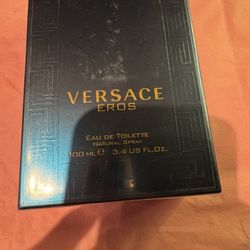 VERSACE
EROS
EAU DE TOILETTE
NATURAL SPRAY
100 ML ℮ 3.4 US FL.OZ.